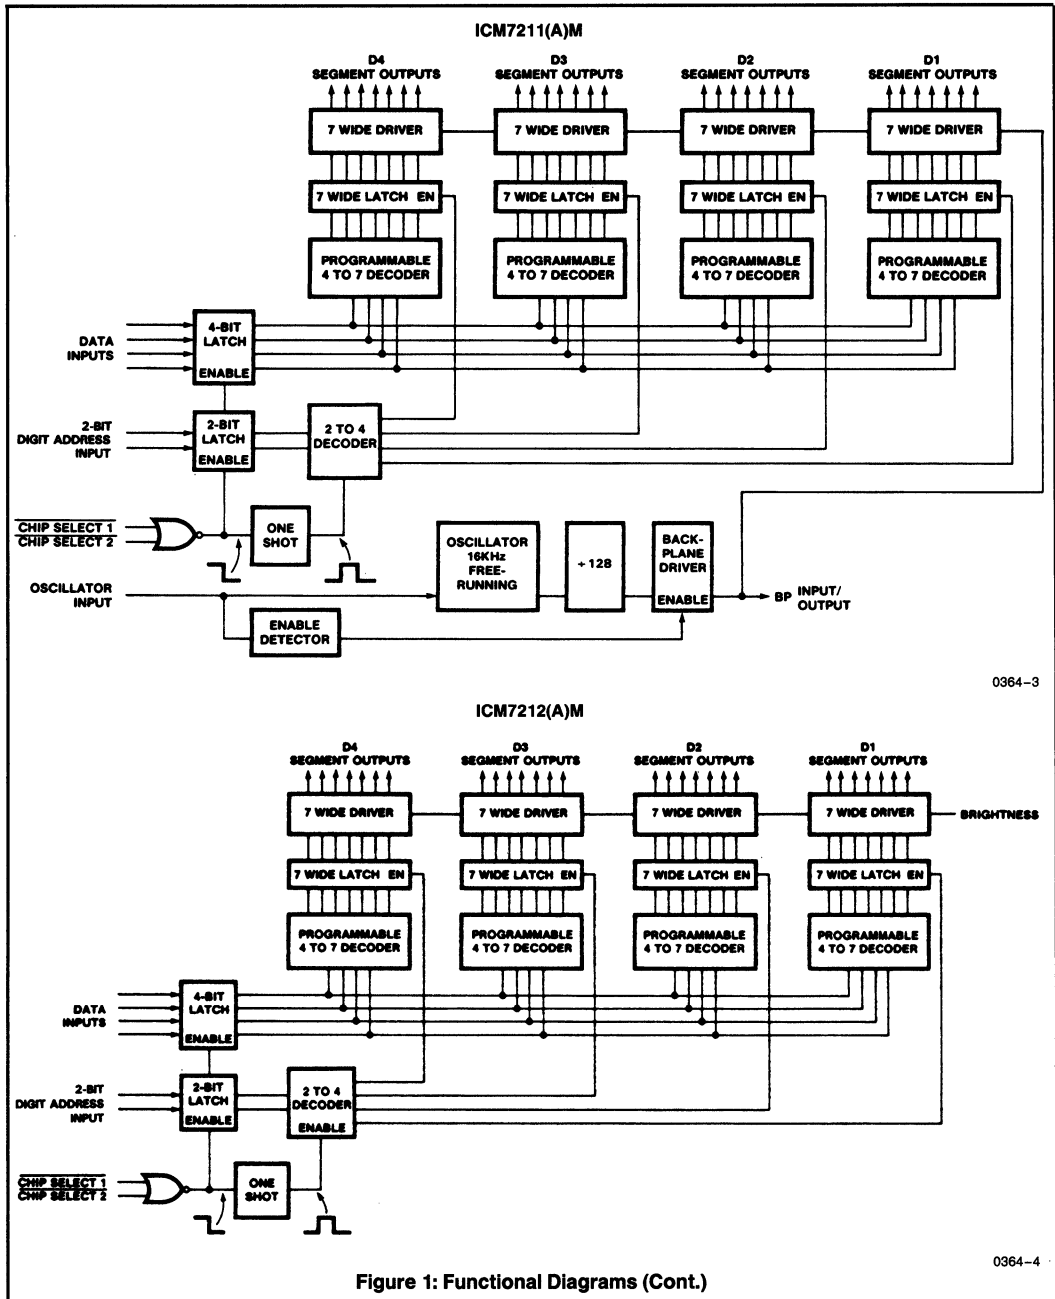 ICM7211(A)M
D4
SEGMENT OUTPUTS
D3
SEGMENT OUTPUTS
D2
SEGMENT OUTPUTS
D1
SEGMENT OUTPUTS
7 WIDE DRIVER
7 WIDE DRIVER
7 WIDE DRIVER
7 WIDE DRIVER
7 WIDE LATCH EN
7 WIDE LATCH EN
7 WIDE LATCH EN
7 WIDE LATCH EN
PROGRAMMABLE
4 TO 7 DECODER
PROGRAMMABLE
4 TO 7 DECODER
PROGRAMMABLE
4 TO 7 DECODER
PROGRAMMABLE
4 TO 7 DECODER
DATA
INPUTS
4-BIT
LATCH
ENABLE
2-BIT
DIGIT ADDRESS
INPUT
2-BIT
LATCH
ENABLE
2 TO 4
DECODER
CHIP SELECT 1
CHIP SELECT 2
ONE
SHOT
OSCILLATOR
INPUT
ENABLE
DETECTOR
OSCILLATOR
16KHz
FREE-
RUNNING
÷ 128
BACK-
PLANE
DRIVER
ENABLE
BP INPUT/
OUTPUT
0364–3
ICM7212(A)M
D4
SEGMENT OUTPUTS
D3
SEGMENT OUTPUTS
D2
SEGMENT OUTPUTS
D1
SEGMENT OUTPUTS
7 WIDE DRIVER
7 WIDE DRIVER
7 WIDE DRIVER
7 WIDE DRIVER
BRIGHTNESS
7 WIDE LATCH EN
7 WIDE LATCH EN
7 WIDE LATCH EN
7 WIDE LATCH EN
PROGRAMMABLE
4 TO 7 DECODER
PROGRAMMABLE
4 TO 7 DECODER
PROGRAMMABLE
4 TO 7 DECODER
PROGRAMMABLE
4 TO 7 DECODER
DATA
INPUTS
4-BIT
LATCH
ENABLE
2-BIT
DIGIT ADDRESS
INPUT
2-BIT
LATCH
ENABLE
2 TO 4
DECODER
ENABLE
CHIP SELECT 1
CHIP SELECT 2
ONE
SHOT
0364–4
Figure 1: Functional Diagrams (Cont.)